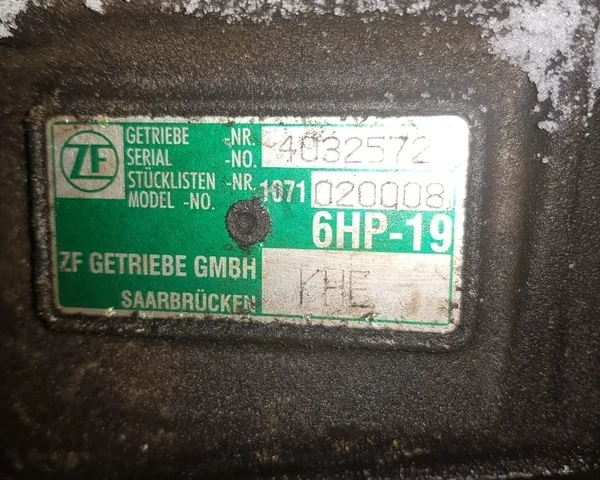 ZF
GETRIEBE -NR. 4032572
SERIAL -NO.
STÜCKLISTEN -NR. 1071 020008
MODEL -NO.
6HP-19
ZF GETRIEBE GMBH
SAARBRÜCKEN KHE